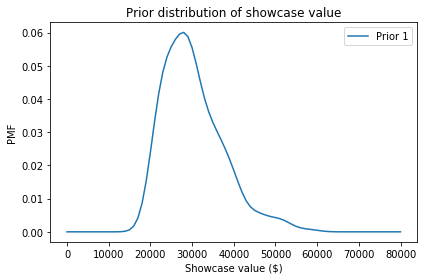 Prior distribution of showcase value
Prior 1
0.06
0.05
0.04
0.03
0.02
0.01
0.00
PMF
0 10000 20000 30000 40000 50000 60000 70000 80000
Showcase value ($)